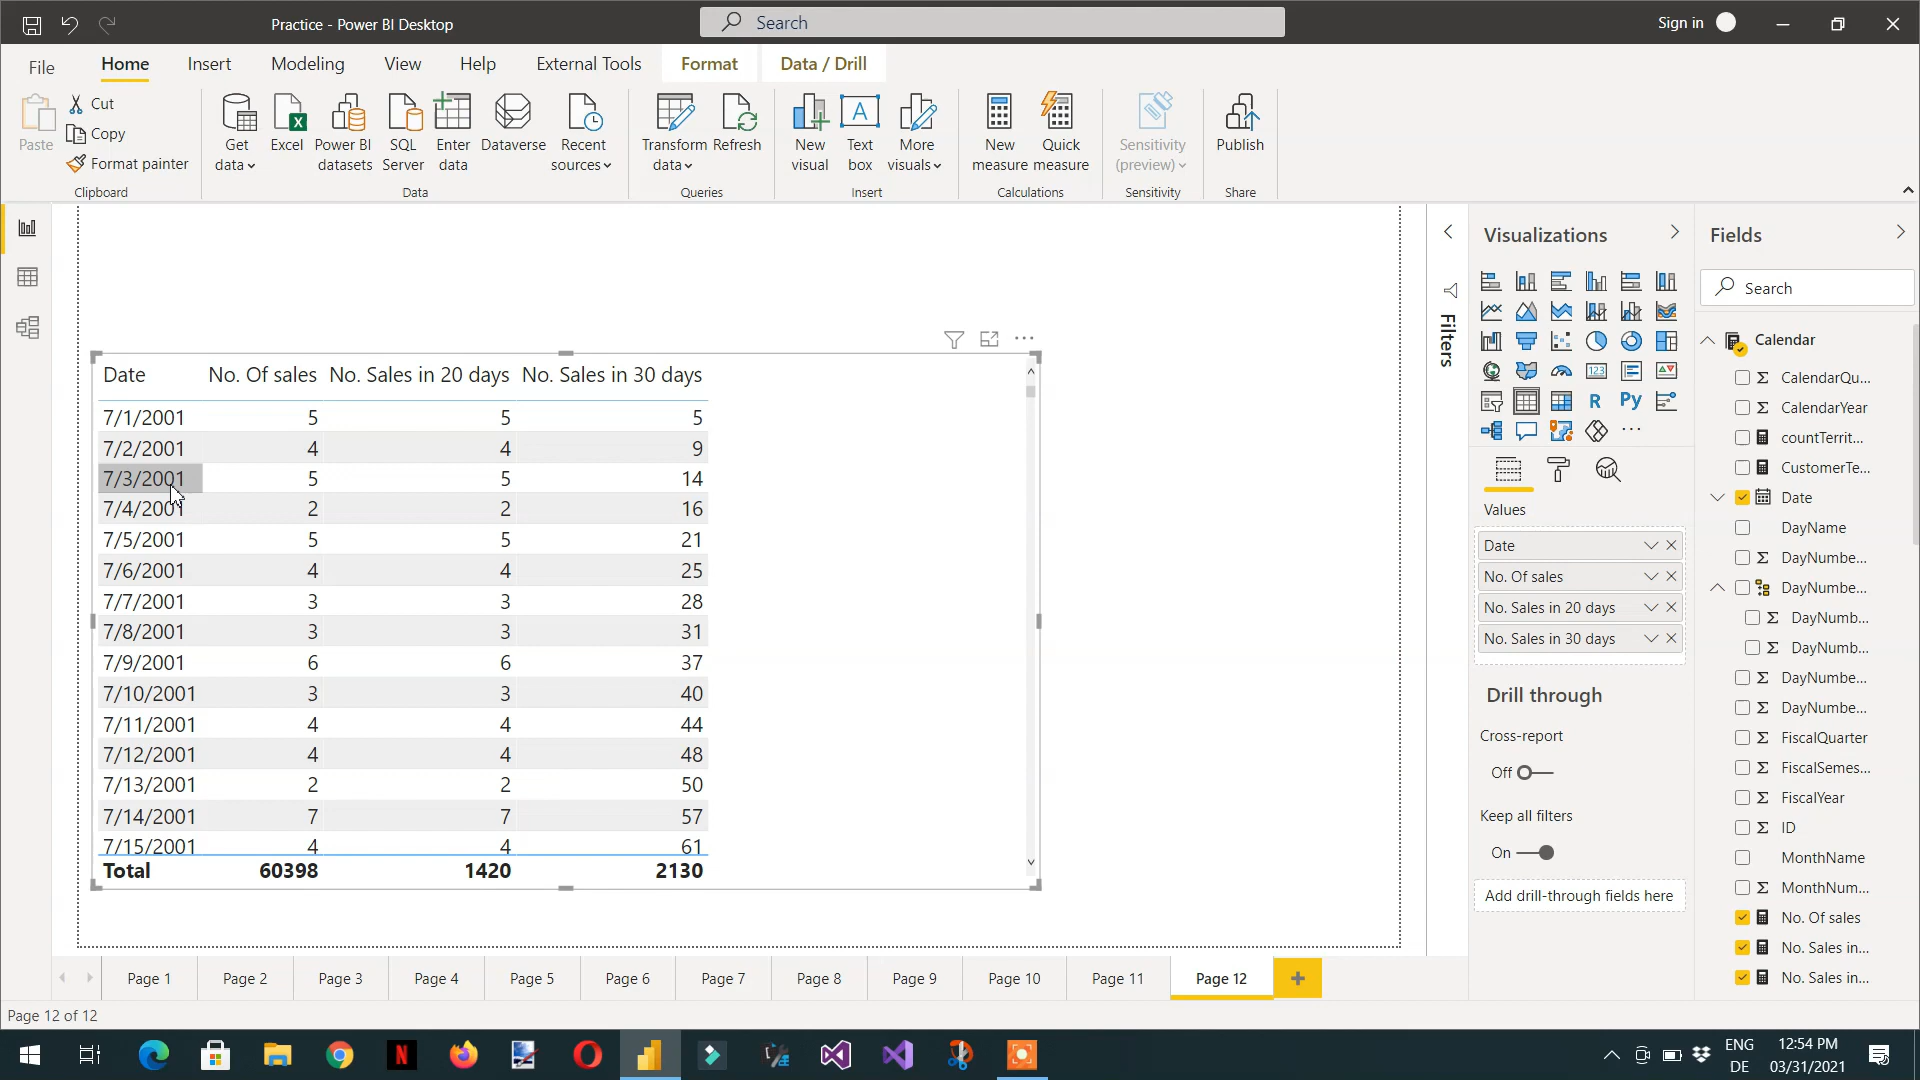 Practice - Power BI Desktop
Search
Sign in
File
Home
Insert
Modeling
View
Help
External Tools
Format
Data / Drill
Paste
Cut
Copy
Format painter
Clipboard
Get data
Excel
Power BI datasets
SQL Server
Enter data
Dataverse
Recent sources
Data
Transform data
Refresh
Queries
New visual
Text box
More visuals
Insert
New measure
Quick measure
Calculations
Sensitivity (preview)
Sensitivity
Publish
Share
Date No. Of sales No. Sales in 20 days No. Sales in 30 days
7/1/2001 5 5 5
7/2/2001 4 4 9
7/3/2001 5 5 14
7/4/2001 2 2 16
7/5/2001 5 5 21
7/6/2001 4 4 25
7/7/2001 3 3 28
7/8/2001 3 3 31
7/9/2001 6 6 37
7/10/2001 3 3 40
7/11/2001 4 4 44
7/12/2001 4 4 48
7/13/2001 2 2 50
7/14/2001 7 7 57
7/15/2001 4 4 61
Total 60398 1420 2130
Filters
Visualizations
123
R
Py
Values
Date
No. Of sales
No. Sales in 20 days
No. Sales in 30 days
Drill through
Cross-report
Off
Keep all filters
On
Add drill-through fields here
Fields
Search
Calendar
CalendarQu...
CalendarYear
countTerrit...
CustomerTe...
Date
DayName
DayNumbe...
DayNumbe...
DayNumb...
DayNumb...
DayNumbe...
DayNumbe...
FiscalQuarter
FiscalSemes...
FiscalYear
ID
MonthName
MonthNum...
No. Of sales
No. Sales in...
No. Sales in...
Page 1
Page 2
Page 3
Page 4
Page 5
Page 6
Page 7
Page 8
Page 9
Page 10
Page 11
Page 12
Page 12 of 12
ENG
DE
12:54 PM
03/31/2021